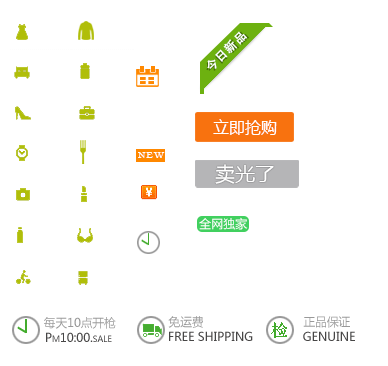 今日新品
立即抢购
NEW
卖光了
¥
全网独家
每天10点开枪
PM10:00.SALE
免运费
FREE SHIPPING
检
正品保证
GENUINE